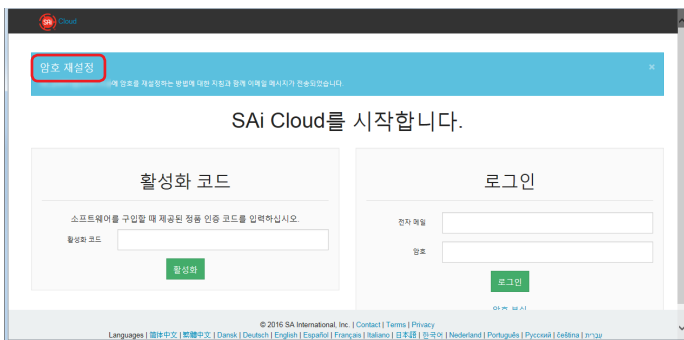 SAi Cloud
암호 재설정
×
에 암호를 재설정하는 방법에 대한 지침과 함께 이메일 메시지가 전송되었습니다.
SAi Cloud를 시작합니다.
활성화 코드
소프트웨어를 구입할 때 제공된 정품 인증 코드를 입력하십시오.
활성화 코드
활성화
로그인
전자 메일
암호
로그인
암호 분실
© 2016 SA International, Inc. | Contact | Terms | Privacy
Languages | 简体中文 | 繁體中文 | Dansk | Deutsch | English | Español | Français | Italiano | 日本語 | 한국어 | Nederland | Português | Русский | čeština | עברית